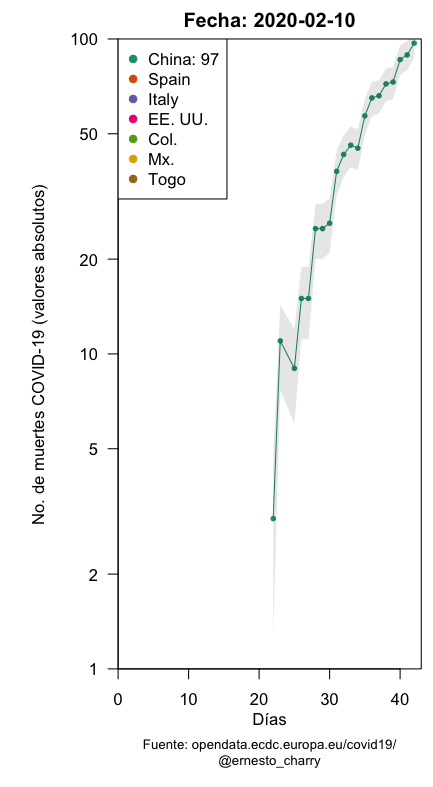 Fecha: 2020-02-10
100
50
20
10
5
2
1
China: 97
Spain
Italy
EE. UU.
Col.
Mx.
Togo
No. de muertes COVID-19 (valores absolutos)
0 10 20 30 40
Días
Fuente: opendata.ecdc.europa.eu/covid19/
@ernesto_charry